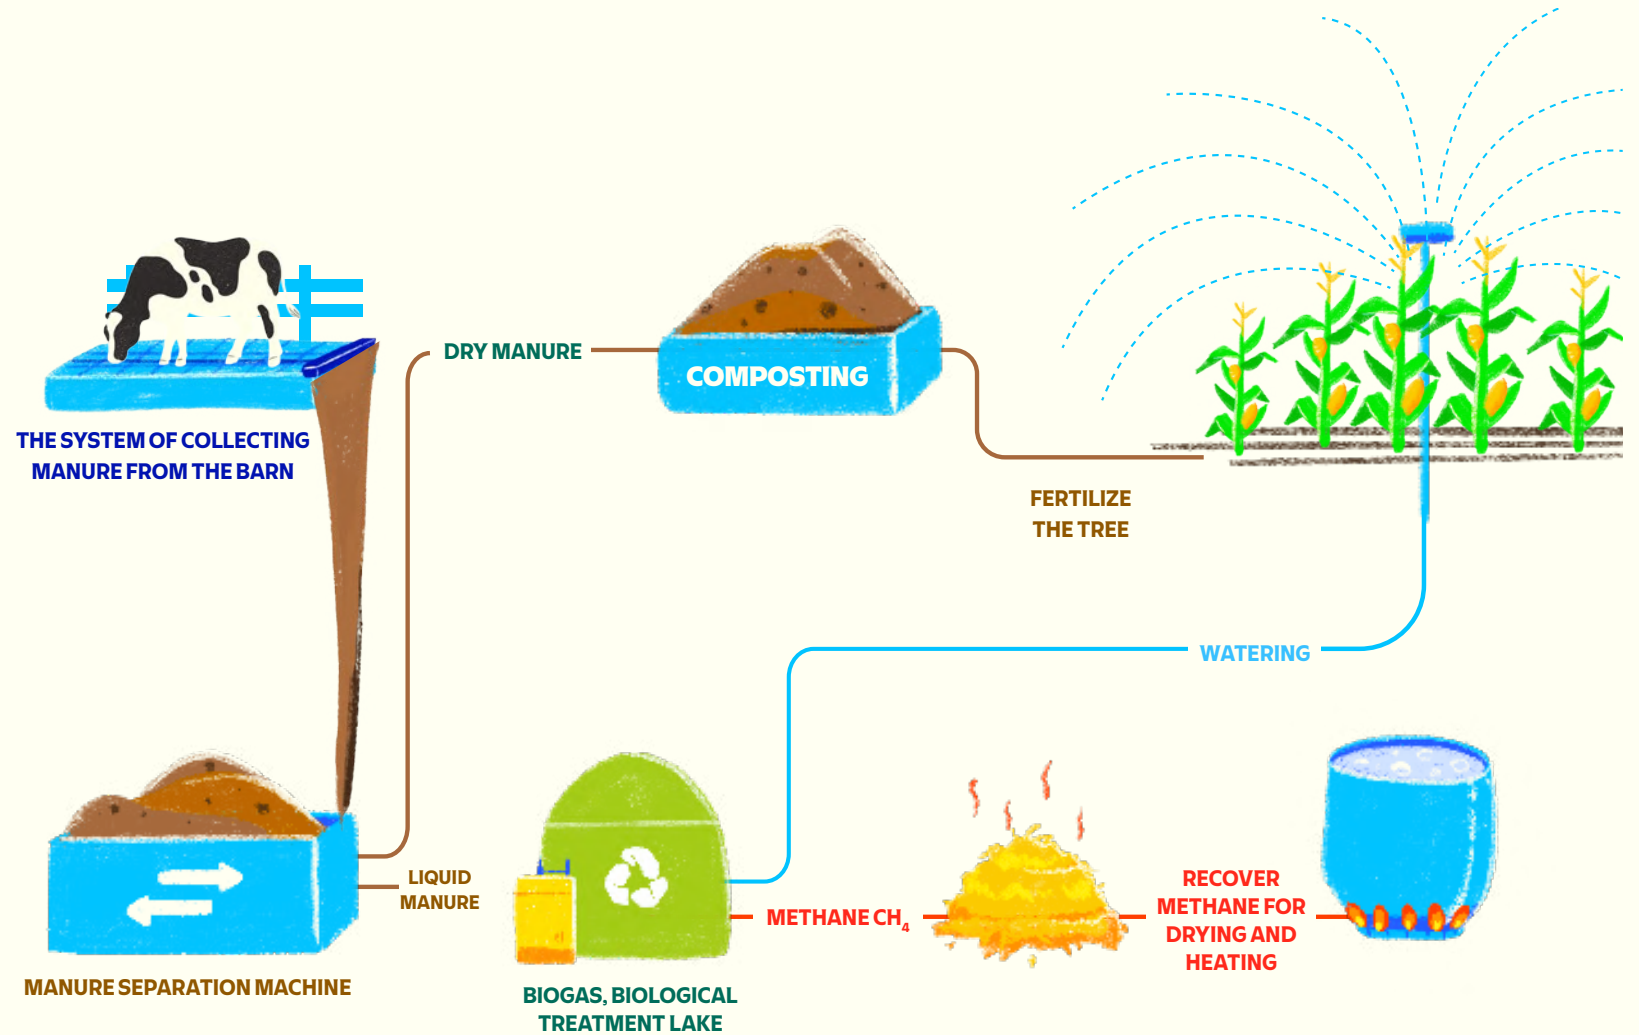 DRY MANURE
COMPOSTING
THE SYSTEM OF COLLECTING
MANURE FROM THE BARN
FERTILIZE
THE TREE
WATERING
LIQUID
MANURE
METHANE CH₄
RECOVER
METHANE FOR
DRYING AND
HEATING
MANURE SEPARATION MACHINE
BIOGAS, BIOLOGICAL
TREATMENT LAKE